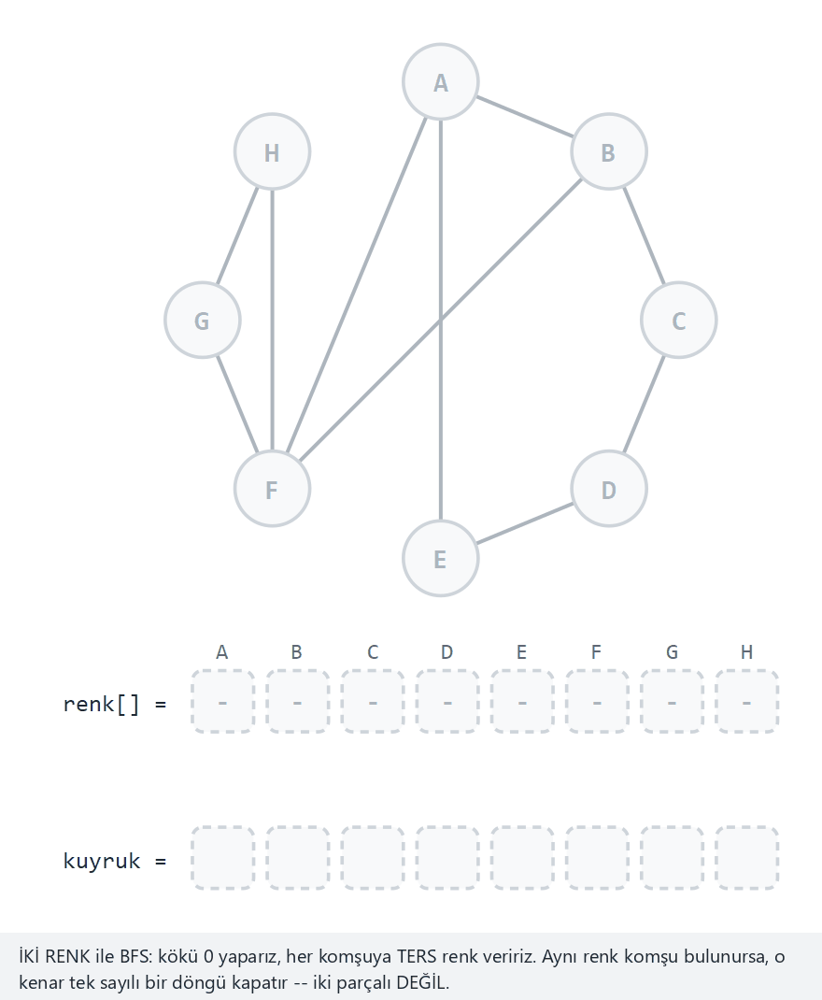 A
H
B
G
C
F
D
E
A B C D E F G H
renk[] = - - - - - - - -
kuyruk =
İKİ RENK ile BFS: kökü 0 yaparız, her komşuya TERS renk veririz. Aynı renk komşu bulunursa, o
kenar tek sayılı bir döngü kapatır -- iki parçalı DEĞİL.